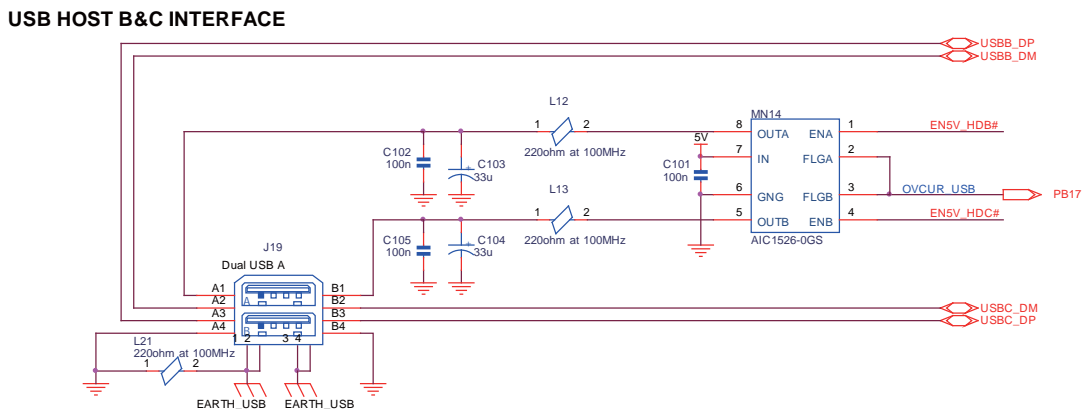 USB HOST B&C INTERFACE
USBB_DP
USBB_DM
L12
1 2
220ohm at 100MHz
MN14
8 OUTA ENA 1 EN5V_HDB#
5V
7 IN FLGA 2
C102
100n
C103
33u
C101
100n
6 GNG FLGB 3 OVCUR_USB PB17
L13
1 2
220ohm at 100MHz
5 OUTB ENB 4 EN5V_HDC#
AIC1526-0GS
C105
100n
C104
33u
J19
Dual USB A
A1 A B1
A2 B2 USBC_DM
A3 B B3 USBC_DP
A4 B4
1 2 3 4
L21
220ohm at 100MHz
1 2
EARTH_USB EARTH_USB